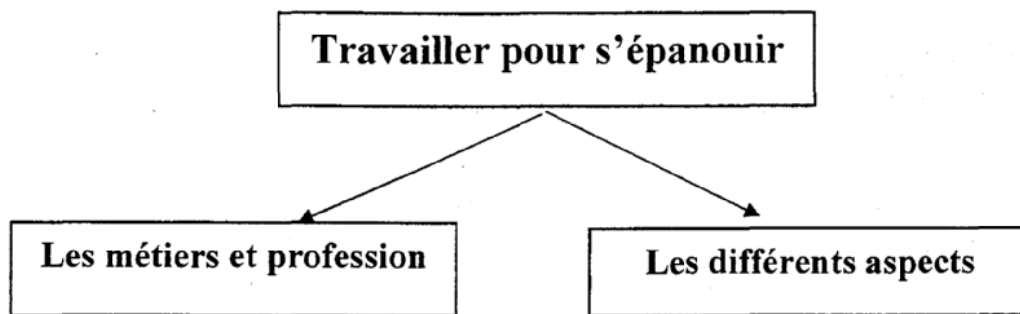 Travailler pour s'épanouir
Les métiers et profession
Les différents aspects